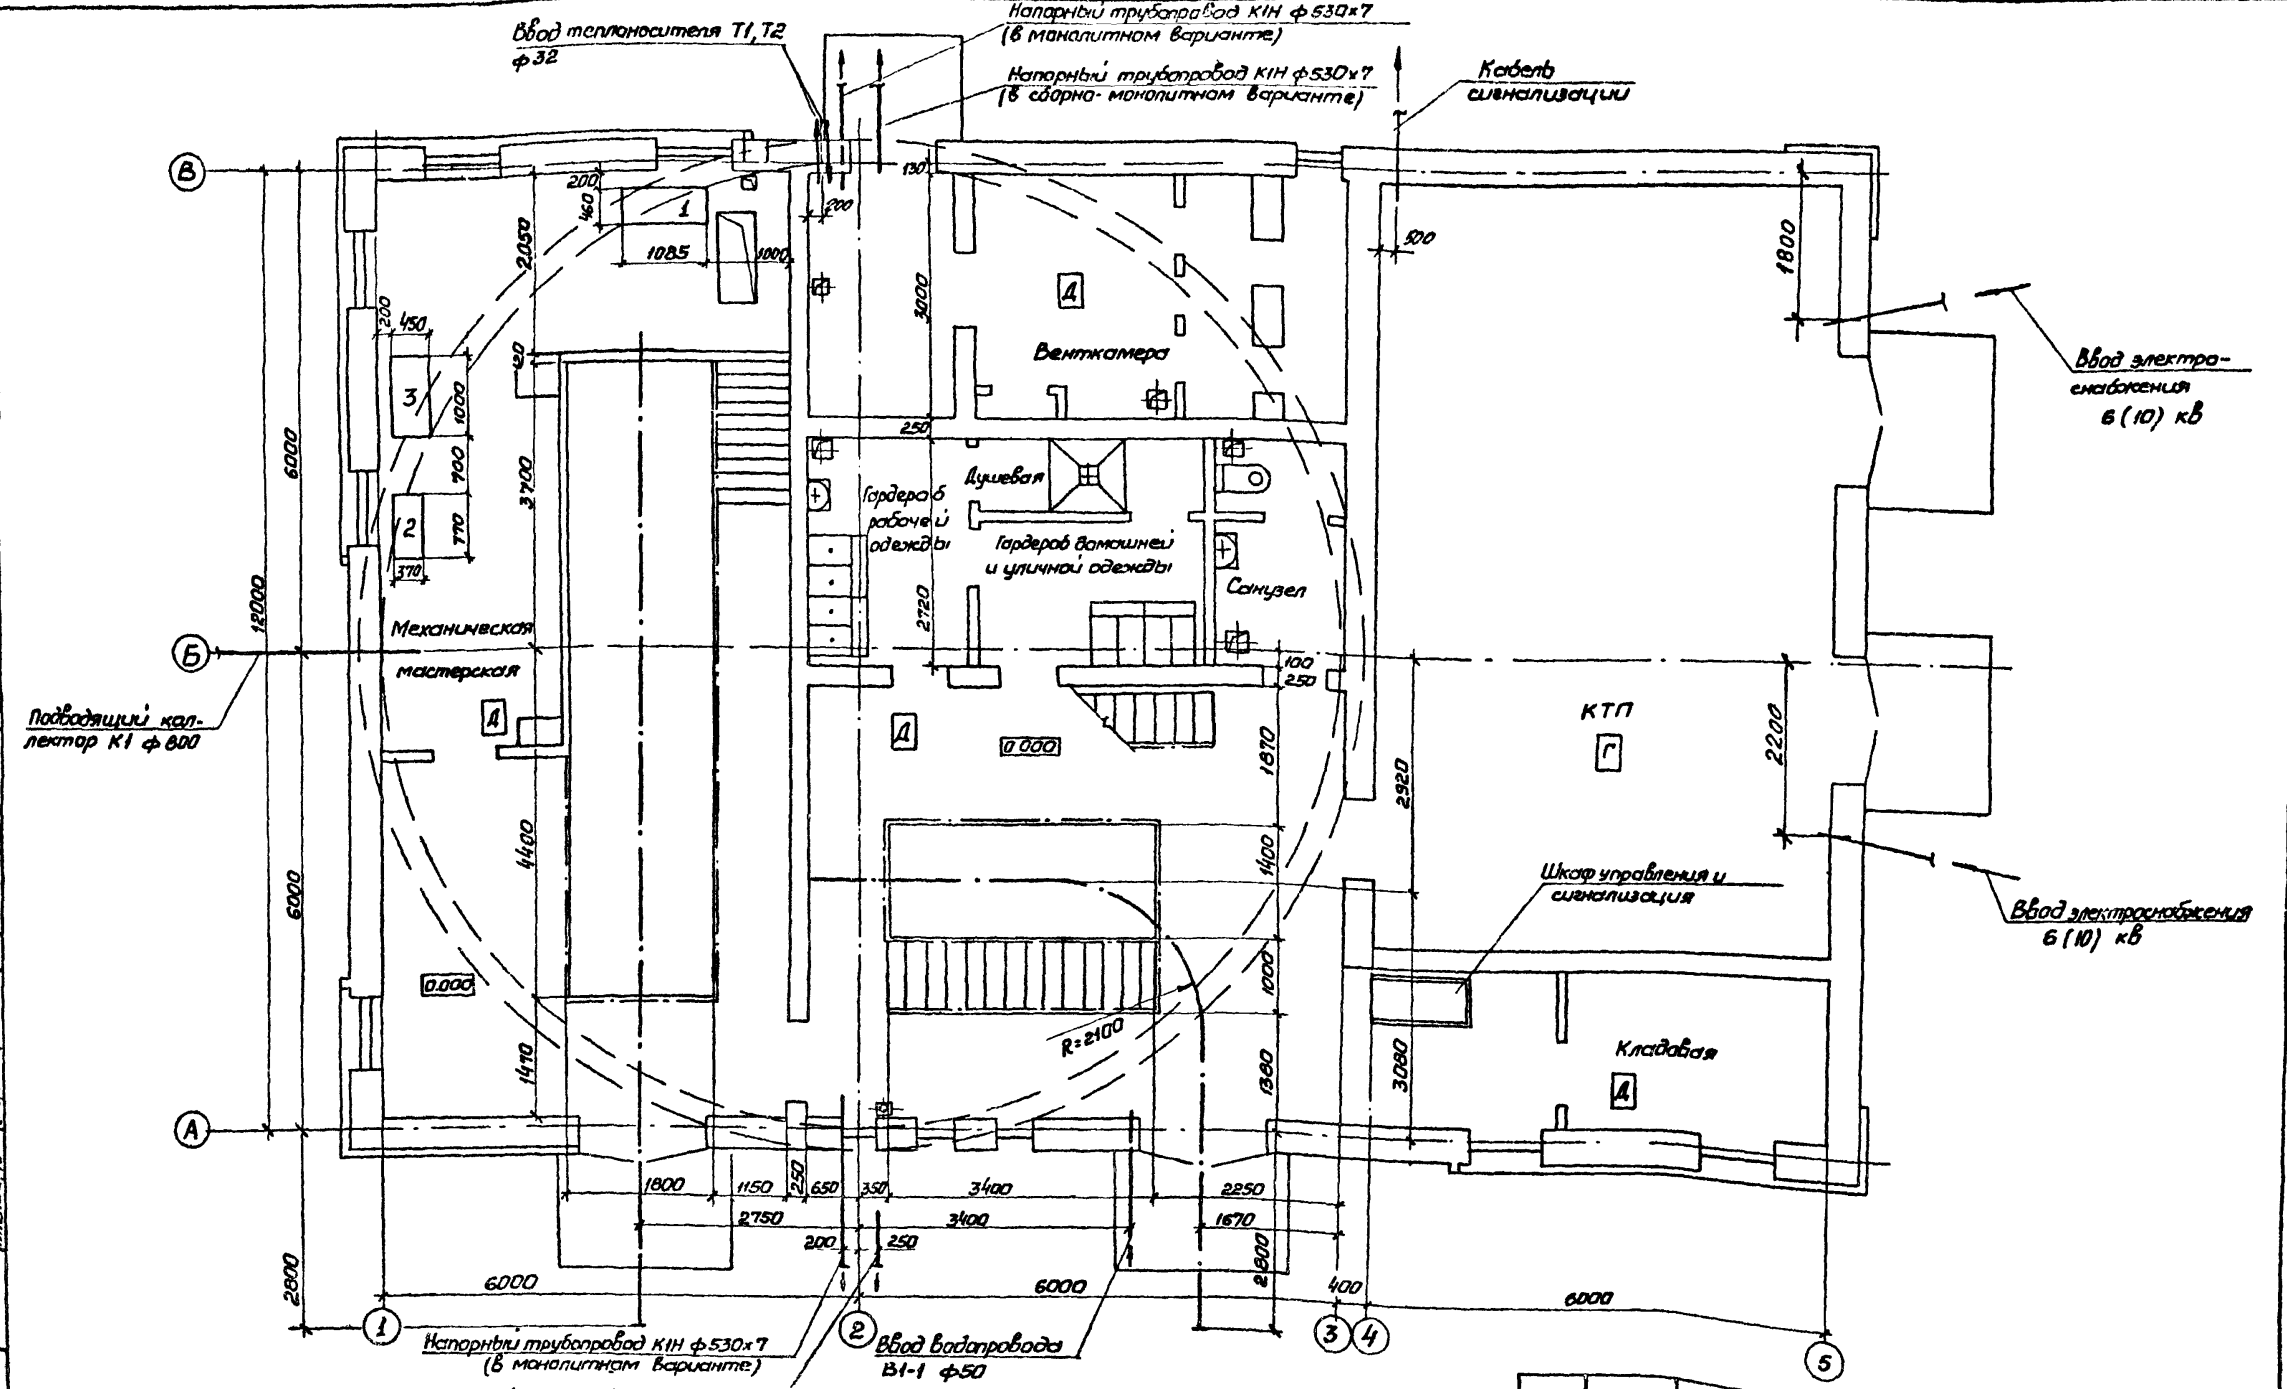 Напорный трубопровод К1Н ф530х7
(в монолитном варианте)
Ввод теплоносителя Т1, Т2
ф32
Напорный трубопровод К1Н ф530х7
(в сборно-монолитном варианте)
Кабель
сигнализации
В
200
460
1
1085
1000
2050
200
130
3000
500
1800
Д
Венткамера
Ввод электро-
снабжения
6(10) кВ
200
450
3
1000
700
2
770
370
120
3700
6000
12000
250
Душевая
Гардероб
рабочей
одежды
Гардероб домашней
и уличной одежды
Санузел
2720
Механическая
мастерская
Б
Подводящий кол-
лектор К1 ф800
Д
Д
0.000
100
250
1870
2920
КТП
Г
2200
4400
1400
6000
Шкаф управления и
сигнализация
Ввод электроснабжения
6(10) кВ
0.000
1000
R=2100
1470
1380
3080
Кладовая
Д
А
1800
1150
250
650
350
3400
2250
2750
3400
1670
200
250
2800
2800
6000
6000
400
6000
1
2
3
4
5
Напорный трубопровод К1Н ф530х7
(в монолитном варианте)
Ввод водопровода
В1-1 ф50